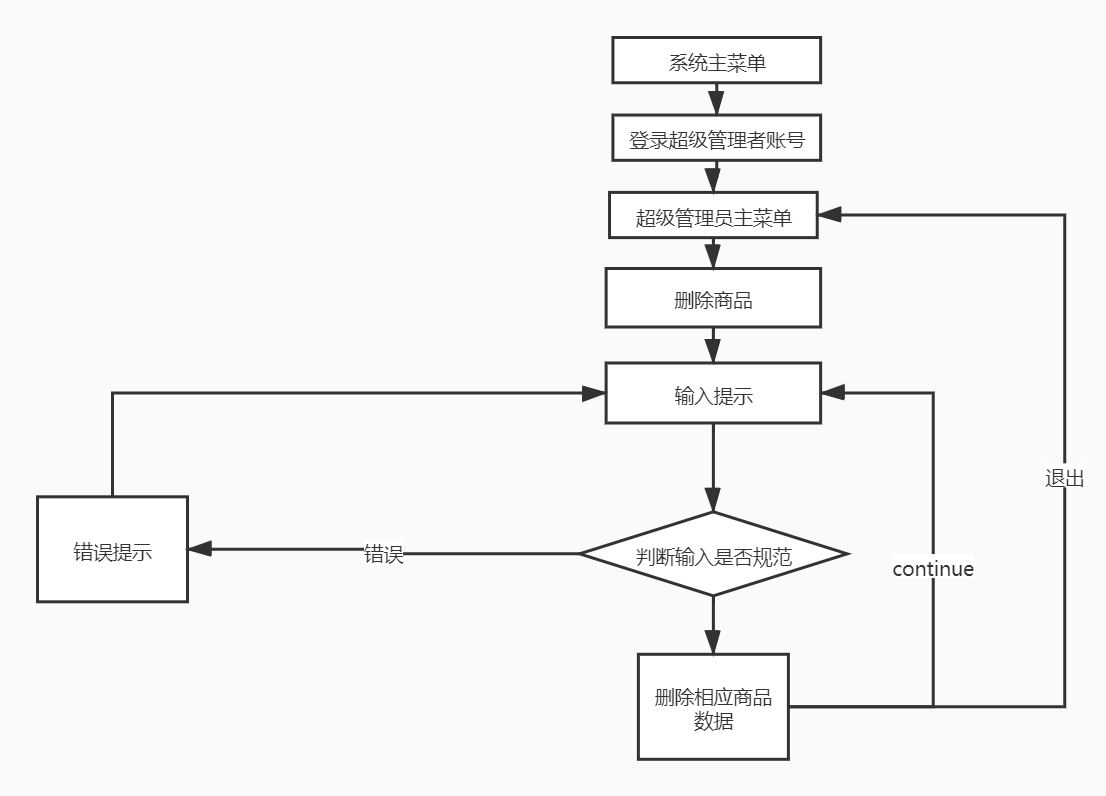 系统主菜单
登录超级管理者账号
超级管理员主菜单
删除商品
输入提示
退出
错误提示
错误
判断输入是否规范
continue
删除相应商品
数据